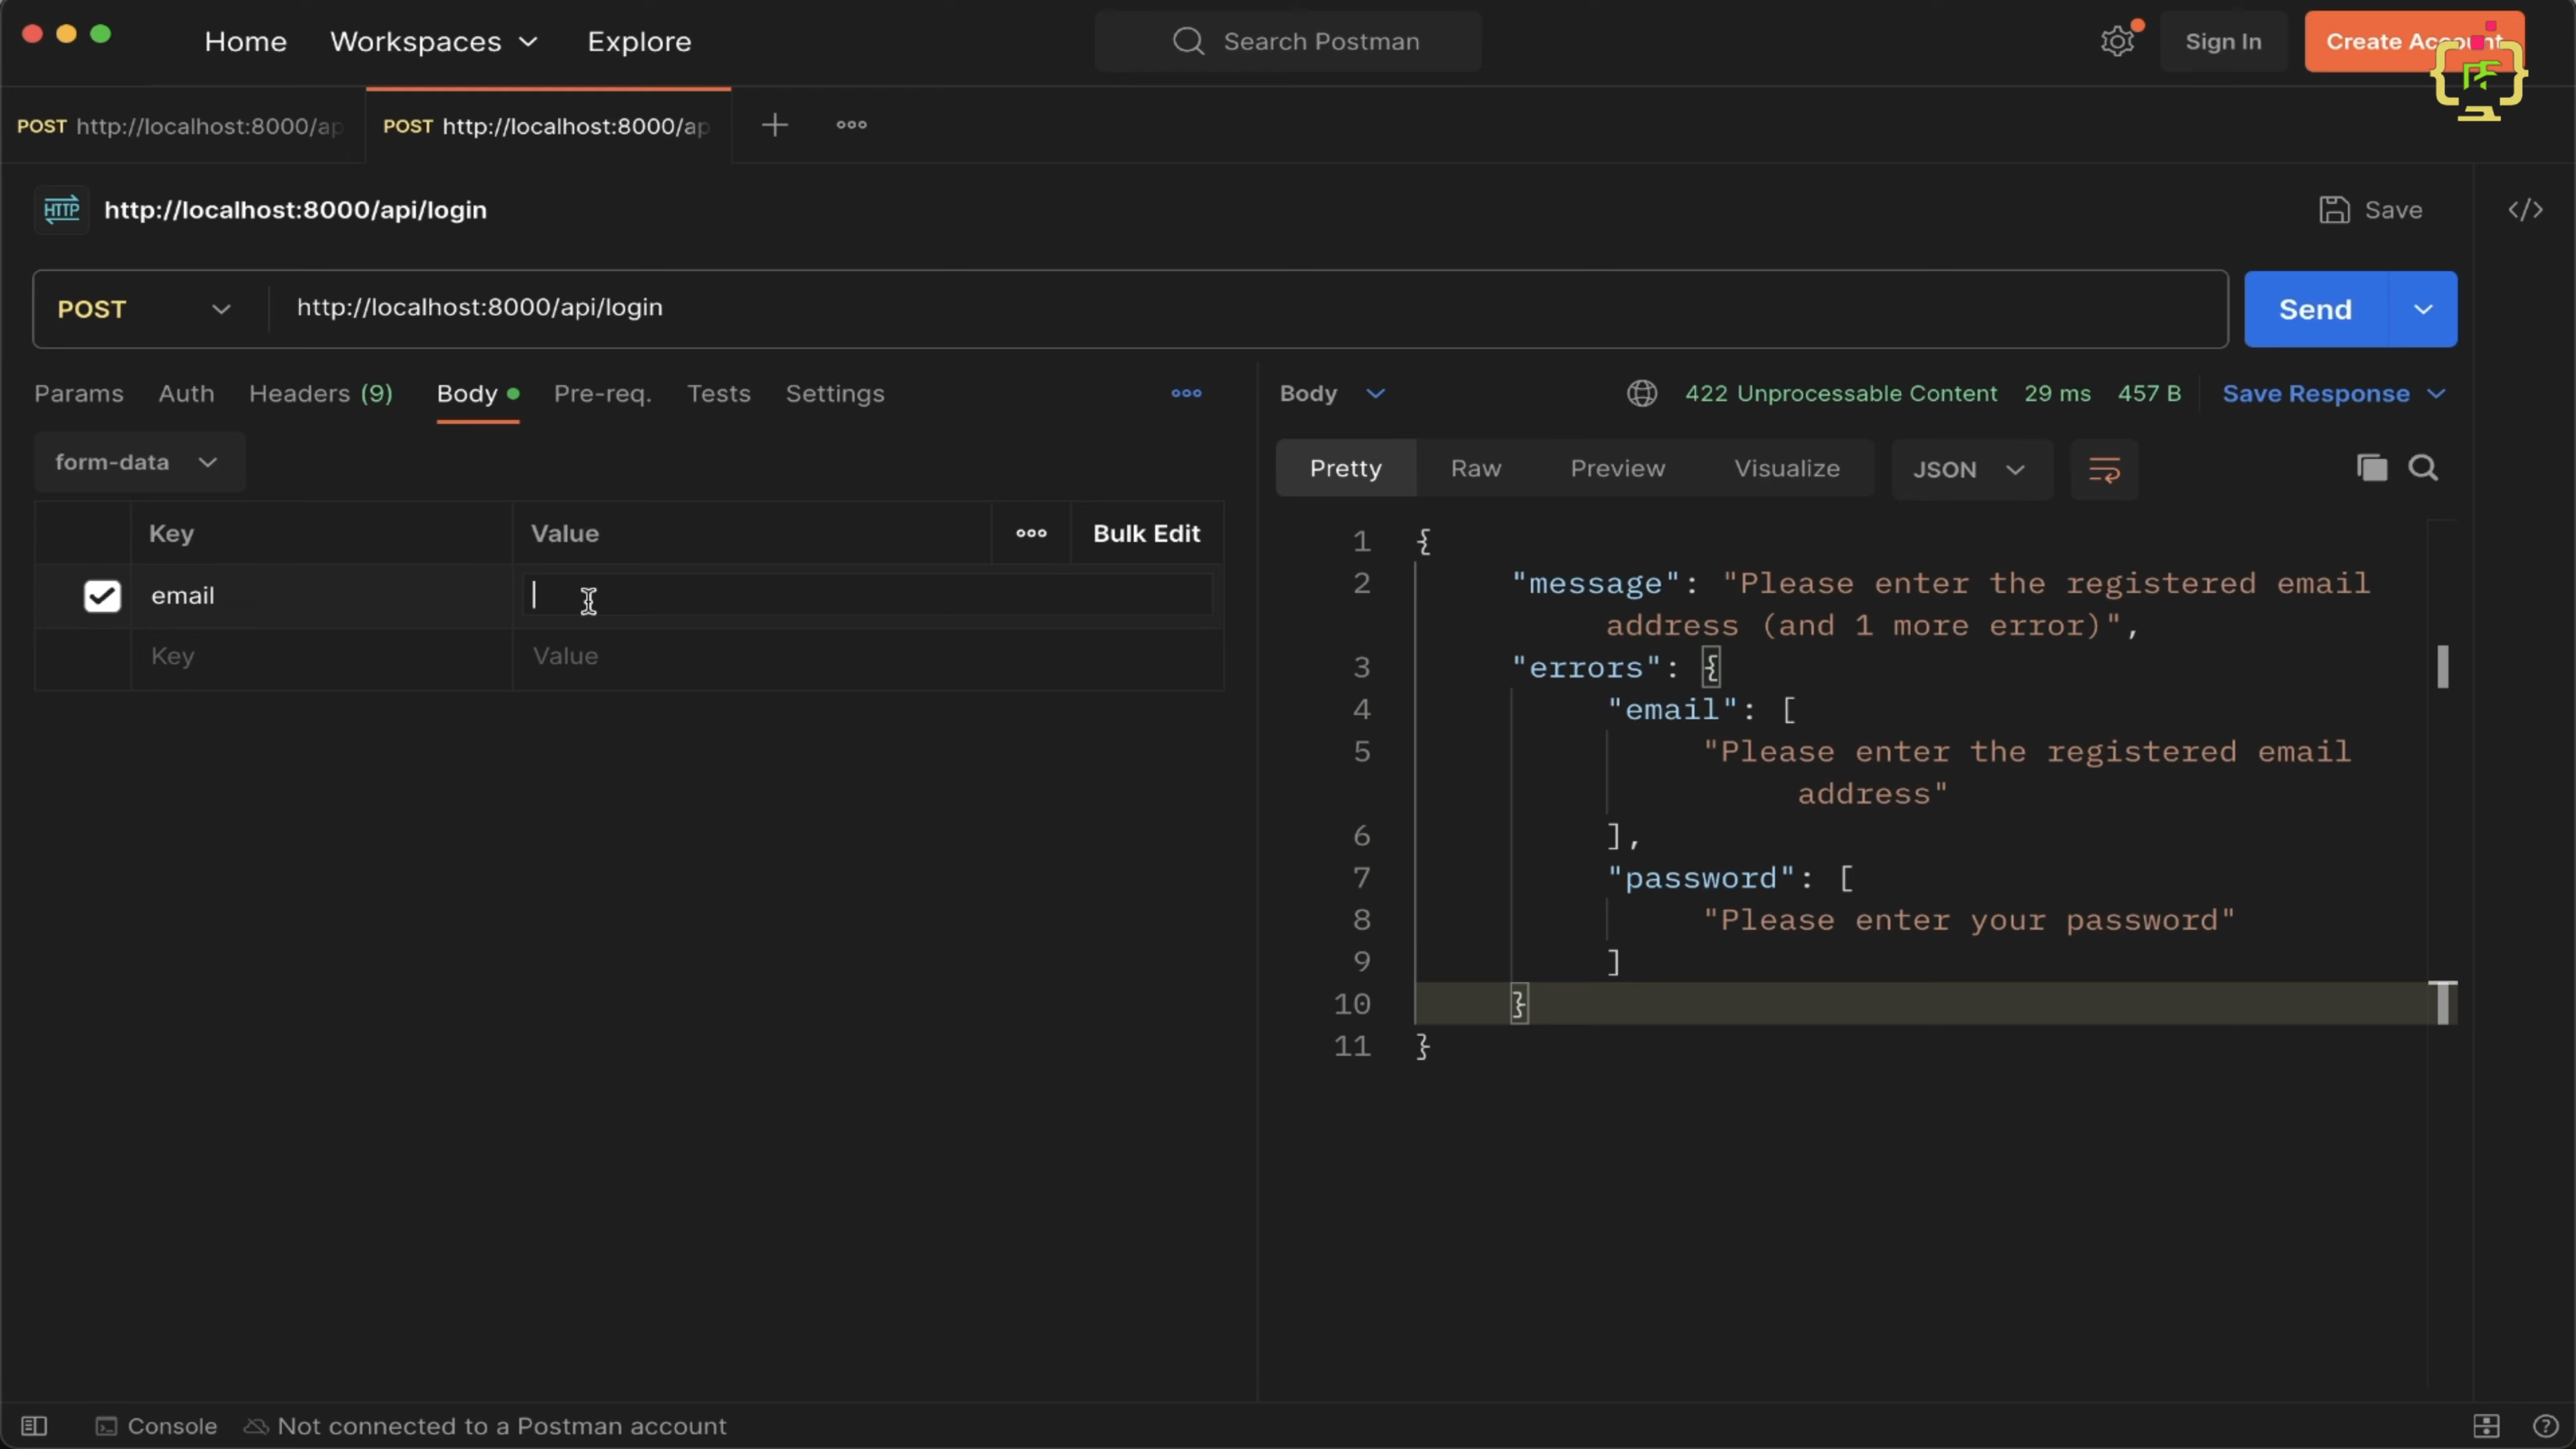 Home Workspaces Explore Search Postman Sign In Create Account
POST http://localhost:8000/ap POST http://localhost:8000/ap
HTTP http://localhost:8000/api/login Save </>
POST http://localhost:8000/api/login Send
Params Auth Headers (9) Body Pre-req. Tests Settings
Body 422 Unprocessable Content 29 ms 457 B Save Response
form-data
Pretty Raw Preview Visualize JSON
Key Value Bulk Edit
email
Key Value
1 {
2 "message": "Please enter the registered email
address (and 1 more error)",
3 "errors": {
4 "email": [
5 "Please enter the registered email
address"
6 ],
7 "password": [
8 "Please enter your password"
9 ]
10 }
11 }
Console Not connected to a Postman account